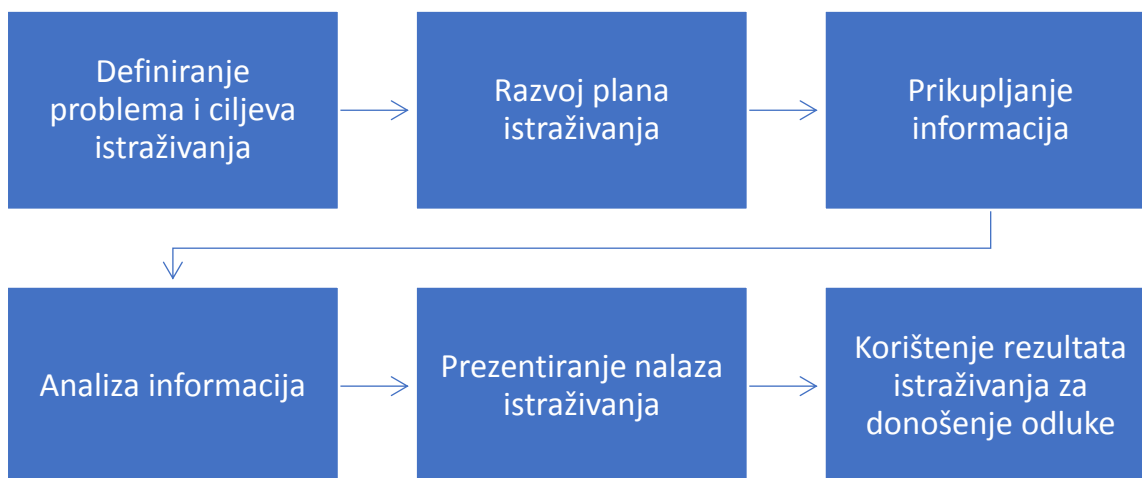 Definiranje
problema i ciljeva
istraživanja
Razvoj plana
istraživanja
Prikupljanje
informacija
Analiza informacija
Prezentiranje nalaza
istraživanja
Korištenje rezultata
istraživanja za
donošenje odluke